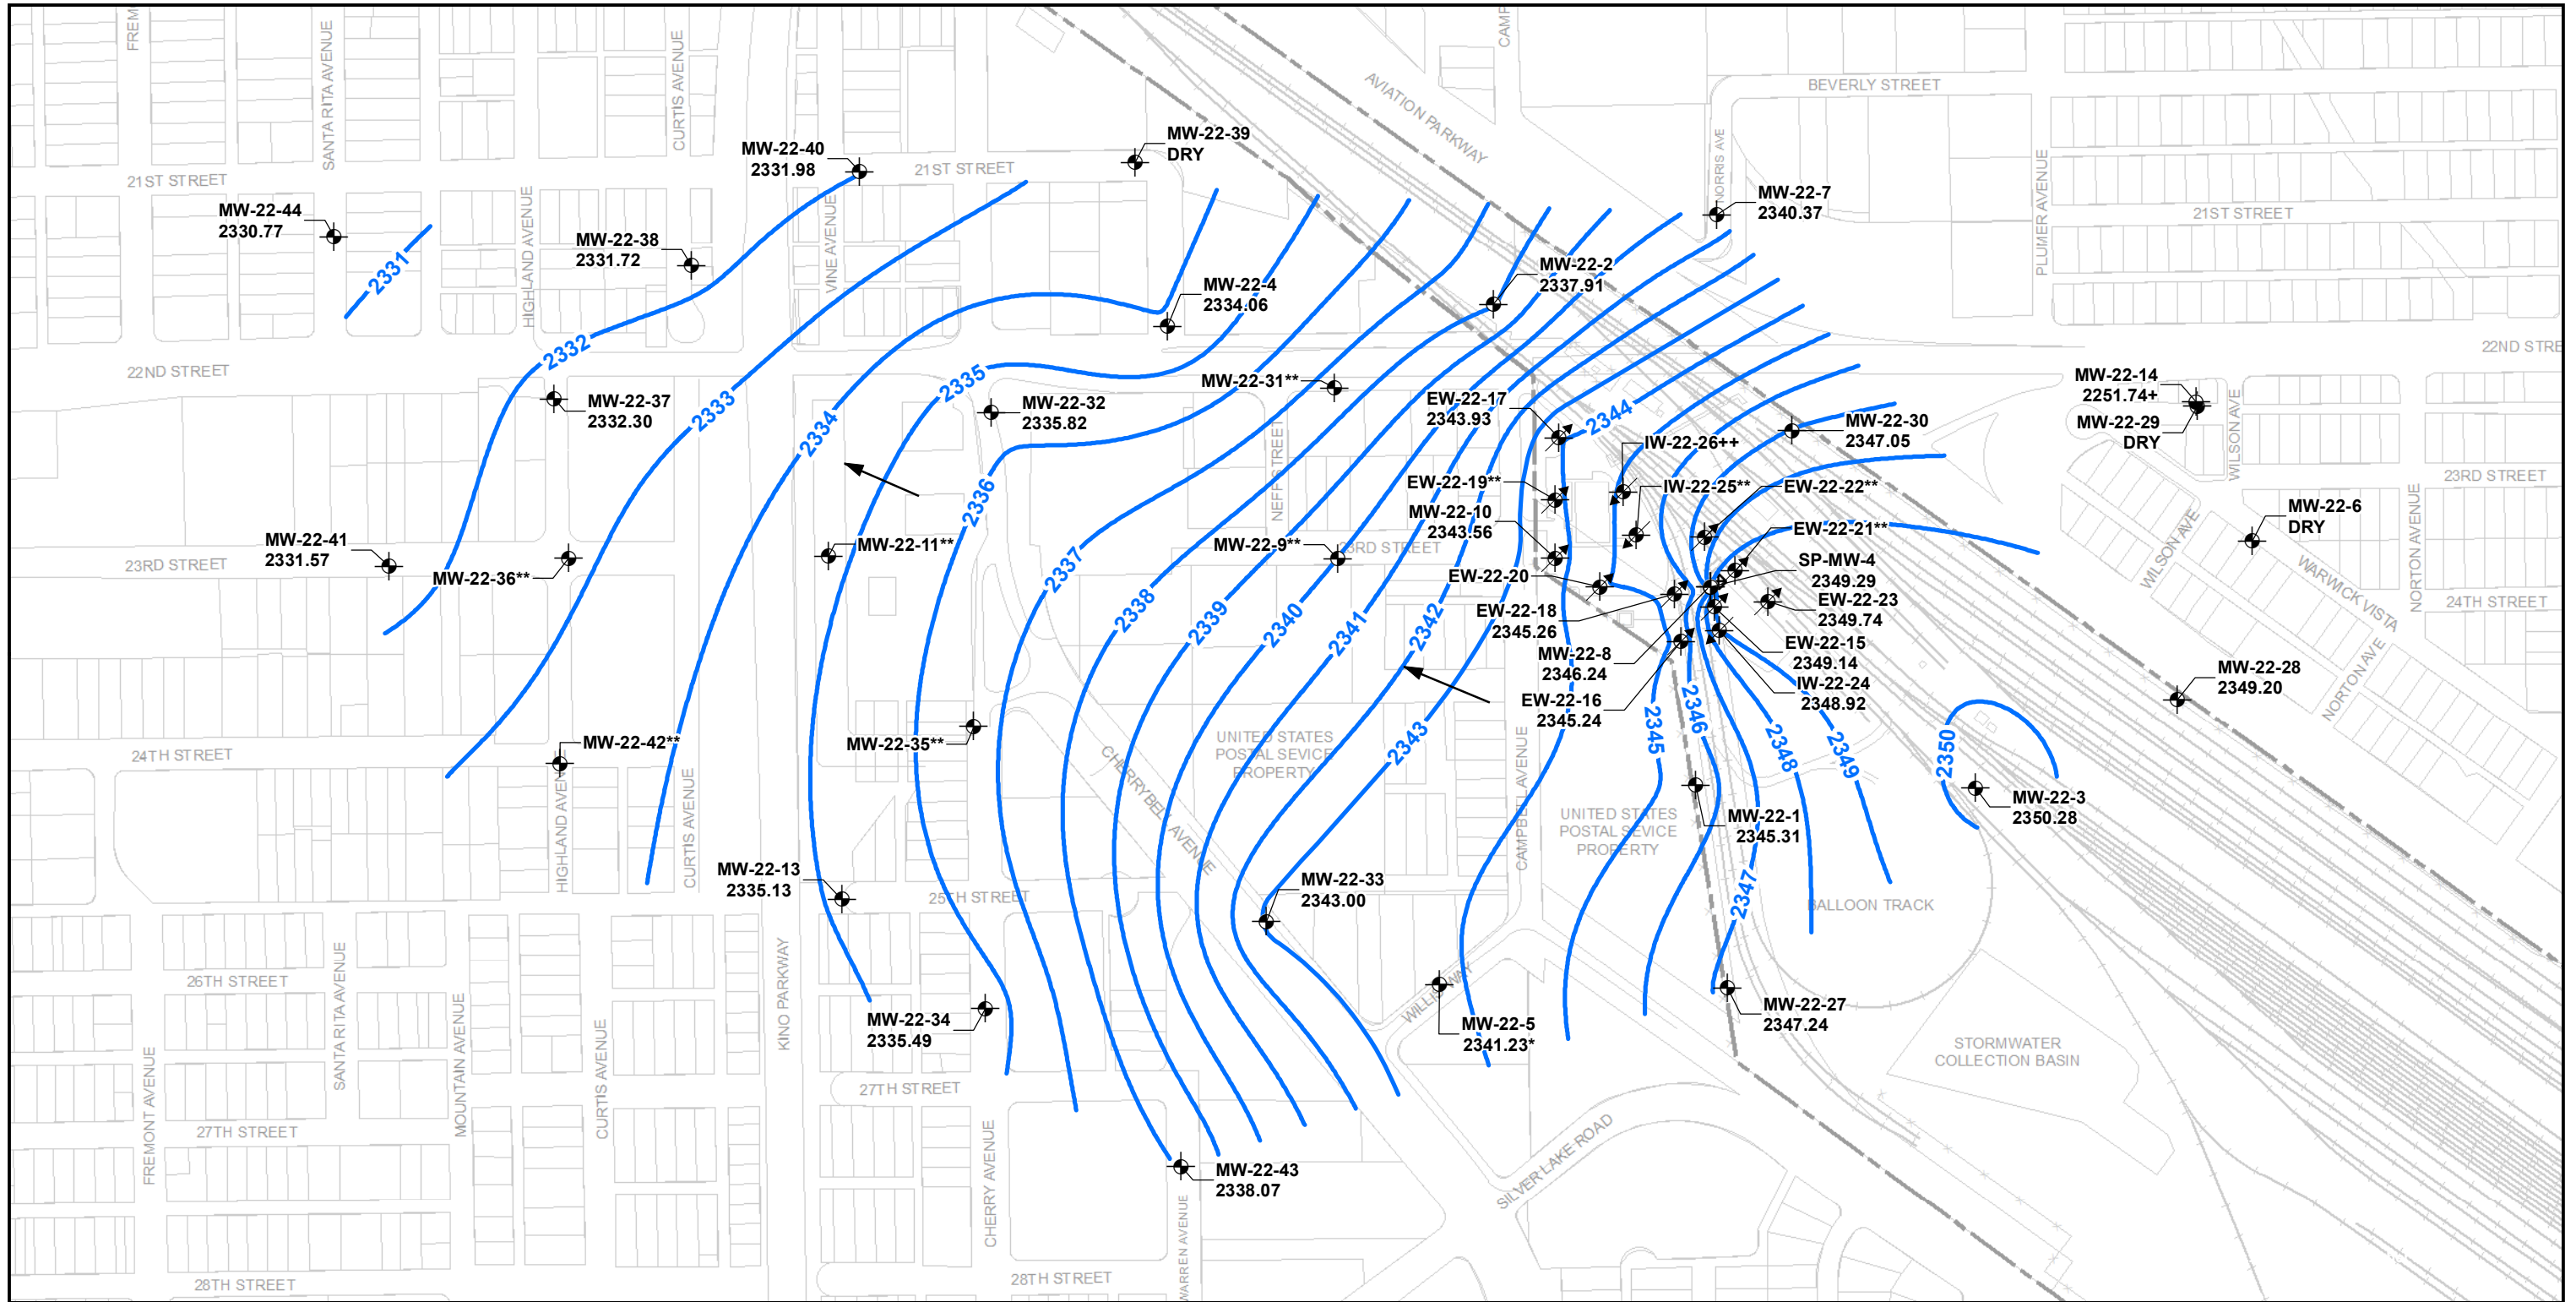 FREM
SANTA RITA AVENUE
CURTIS AVENUE
CAMP
AVIATION PARKWAY
BEVERLY STREET
NORRIS AVE
PLUMER AVENUE
MW-22-39
DRY
MW-22-40
2331.98
21ST STREET
21ST STREET
MW-22-44
2330.77
HIGHLAND AVENUE
MW-22-38
2331.72
VINE AVENUE
MW-22-7
2340.37
21ST STREET
2331
MW-22-4
2334.06
MW-22-2
2337.91
2332
22ND STREET
22ND STRE
2333
2334
2335
MW-22-37
2332.30
MW-22-32
2335.82
MW-22-31**
EW-22-17
2343.93
2344
MW-22-30
2347.05
MW-22-14
2251.74+
MW-22-29
DRY
WILSON AVE
IW-22-26++
NEFF STREET
2336
EW-22-19**
IW-22-25**
EW-22-22**
23RD STREET
MW-22-10
2343.56
EW-22-21**
MW-22-6
DRY
MW-22-41
2331.57
23RD STREET
MW-22-36**
MW-22-11**
MW-22-9**
23RD STREET
EW-22-20
SP-MW-4
2349.29
EW-22-23
2349.74
WILSON AVE
WARWICK VISTA
NORTON AVENUE
24TH STREET
2337
2338
2339
2340
2341
2342
EW-22-18
2345.26
MW-22-8
2346.24
EW-22-15
2349.14
IW-22-24
2348.92
EW-22-16
2345.24
MW-22-28
2349.20
NORTON AVE
24TH STREET
MW-22-42**
MW-22-35**
UNITED STATES
POSTAL SEVICE
PROPERTY
2343
2345
2346
2348
2349
2350
CHERRYBELL AVENUE
CAMPBELL AVENUE
HIGHLAND AVENUE
CURTIS AVENUE
UNITED STATES
POSTAL SEVICE
PROPERTY
MW-22-1
2345.31
MW-22-3
2350.28
MW-22-13
2335.13
25TH STREET
MW-22-33
2343.00
2347
BALLOON TRACK
KINO PARKWAY
SANTA RITA AVENUE
26TH STREET
MOUNTAIN AVENUE
CURTIS AVENUE
FREMONT AVENUE
MW-22-34
2335.49
WILLIS WAY
MW-22-5
2341.23*
MW-22-27
2347.24
STORMWATER
COLLECTION BASIN
27TH STREET
27TH STREET
CHERRY AVENUE
SILVER LAKE ROAD
MW-22-43
2338.07
WARREN AVENUE
28TH STREET
28TH STREET